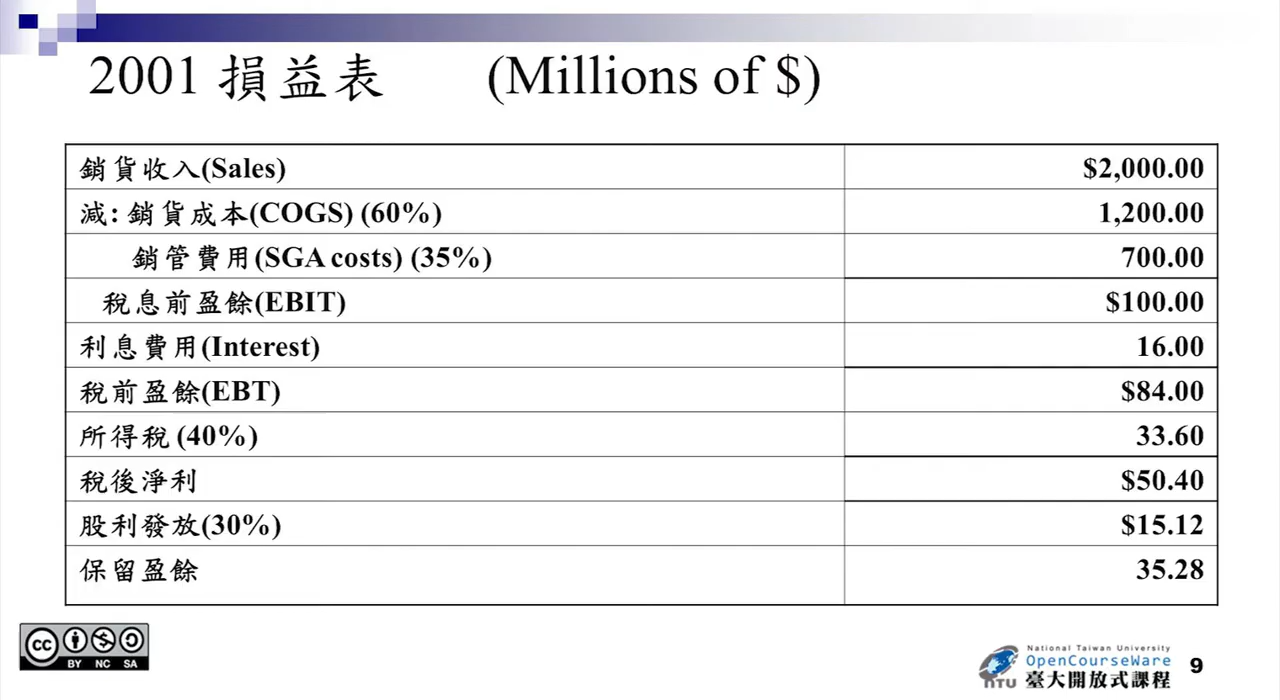 2001 損益表 (Millions of $)
銷貨收入(Sales) $2,000.00
減: 銷貨成本(COGS) (60%) 1,200.00
銷管費用(SGA costs) (35%) 700.00
稅息前盈餘(EBIT) $100.00
利息費用(Interest) 16.00
稅前盈餘(EBT) $84.00
所得稅 (40%) 33.60
稅後淨利 $50.40
股利發放(30%) $15.12
保留盈餘 35.28
cc BY NC SA
National Taiwan University
OpenCourseWare
NTU 臺大開放式課程
9